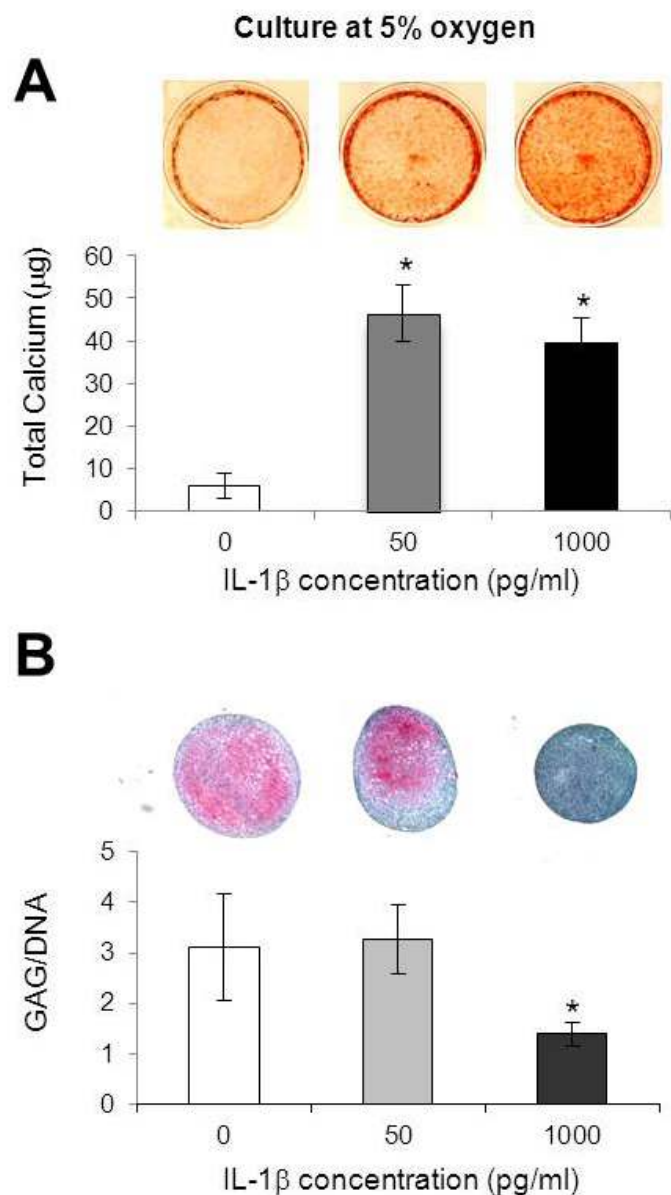 Culture at 5% oxygen
A
Total Calcium (µg)
60
50
40
30
20
10
0
*
*
0 50 1000
IL-1β concentration (pg/ml)
B
GAG/DNA
5
4
3
2
1
0
*
0 50 1000
IL-1β concentration (pg/ml)